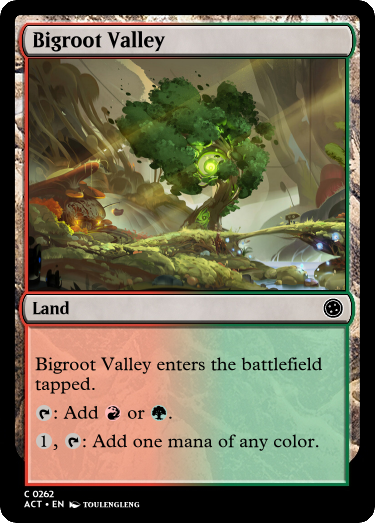 Bigroot Valley
Land
Bigroot Valley enters the battlefield
tapped.
: Add or .
1, : Add one mana of any color.
C 0262
ACT • EN TOULENGLENG